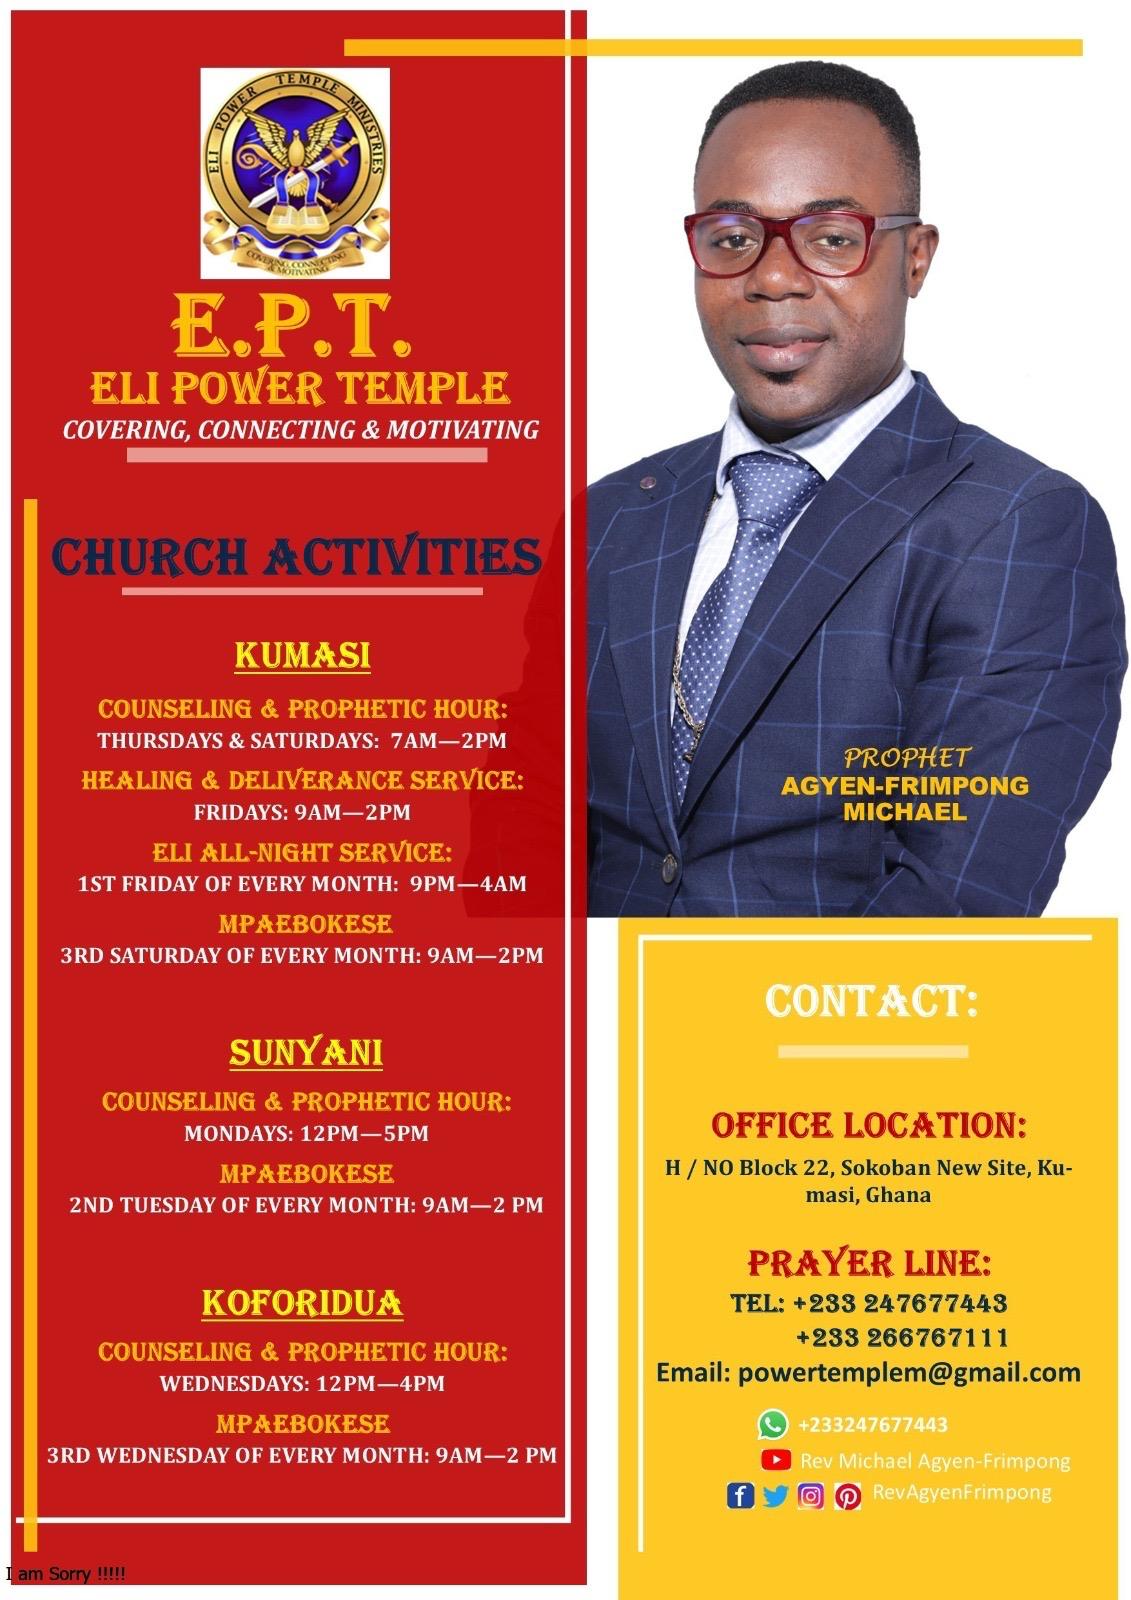 ELI POWER TEMPLE MINISTRIES
COVERING, CONNECTING
& MOTIVATING
E.P.T.
ELI POWER TEMPLE
COVERING, CONNECTING & MOTIVATING
CHURCH ACTIVITIES
KUMASI
COUNSELING & PROPHETIC HOUR:
THURSDAYS & SATURDAYS: 7AM—2PM
HEALING & DELIVERANCE SERVICE:
FRIDAYS: 9AM—2PM
ELI ALL-NIGHT SERVICE:
1ST FRIDAY OF EVERY MONTH: 9PM—4AM
MPAEBOKESE
3RD SATURDAY OF EVERY MONTH: 9AM—2PM
SUNYANI
COUNSELING & PROPHETIC HOUR:
MONDAYS: 12PM—5PM
MPAEBOKESE
2ND TUESDAY OF EVERY MONTH: 9AM—2 PM
KOFORIDUA
COUNSELING & PROPHETIC HOUR:
WEDNESDAYS: 12PM—4PM
MPAEBOKESE
3RD WEDNESDAY OF EVERY MONTH: 9AM—2 PM
I am Sorry !!!!!
PROPHET
AGYEN-FRIMPONG
MICHAEL
CONTACT:
OFFICE LOCATION:
H / NO Block 22, Sokoban New Site, Ku-
masi, Ghana
PRAYER LINE:
TEL: +233 247677443
+233 266767111
Email: powertemplem@gmail.com
+233247677443
Rev Michael Agyen-Frimpong
RevAgyenFrimpong